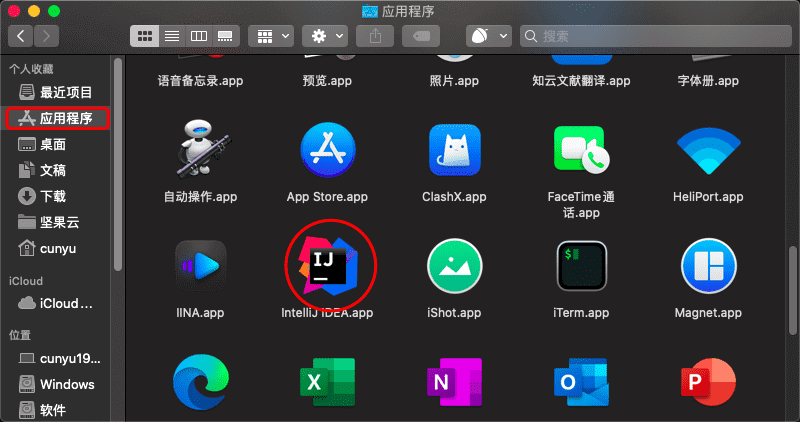 应用程序
搜索
个人收藏
最近项目
应用程序
桌面
文稿
下载
坚果云
cunyu
iCloud
iCloud…
位置
cunyu19…
Windows
软件
语音备忘录.app
预览.app
照片.app
知云文献翻译.app
字体册.app
自动操作.app
App Store.app
ClashX.app
FaceTime通
话.app
HeliPort.app
IJ
$
IINA.app
IntelliJ IDEA.app
iShot.app
iTerm.app
Magnet.app
X
N
O
P